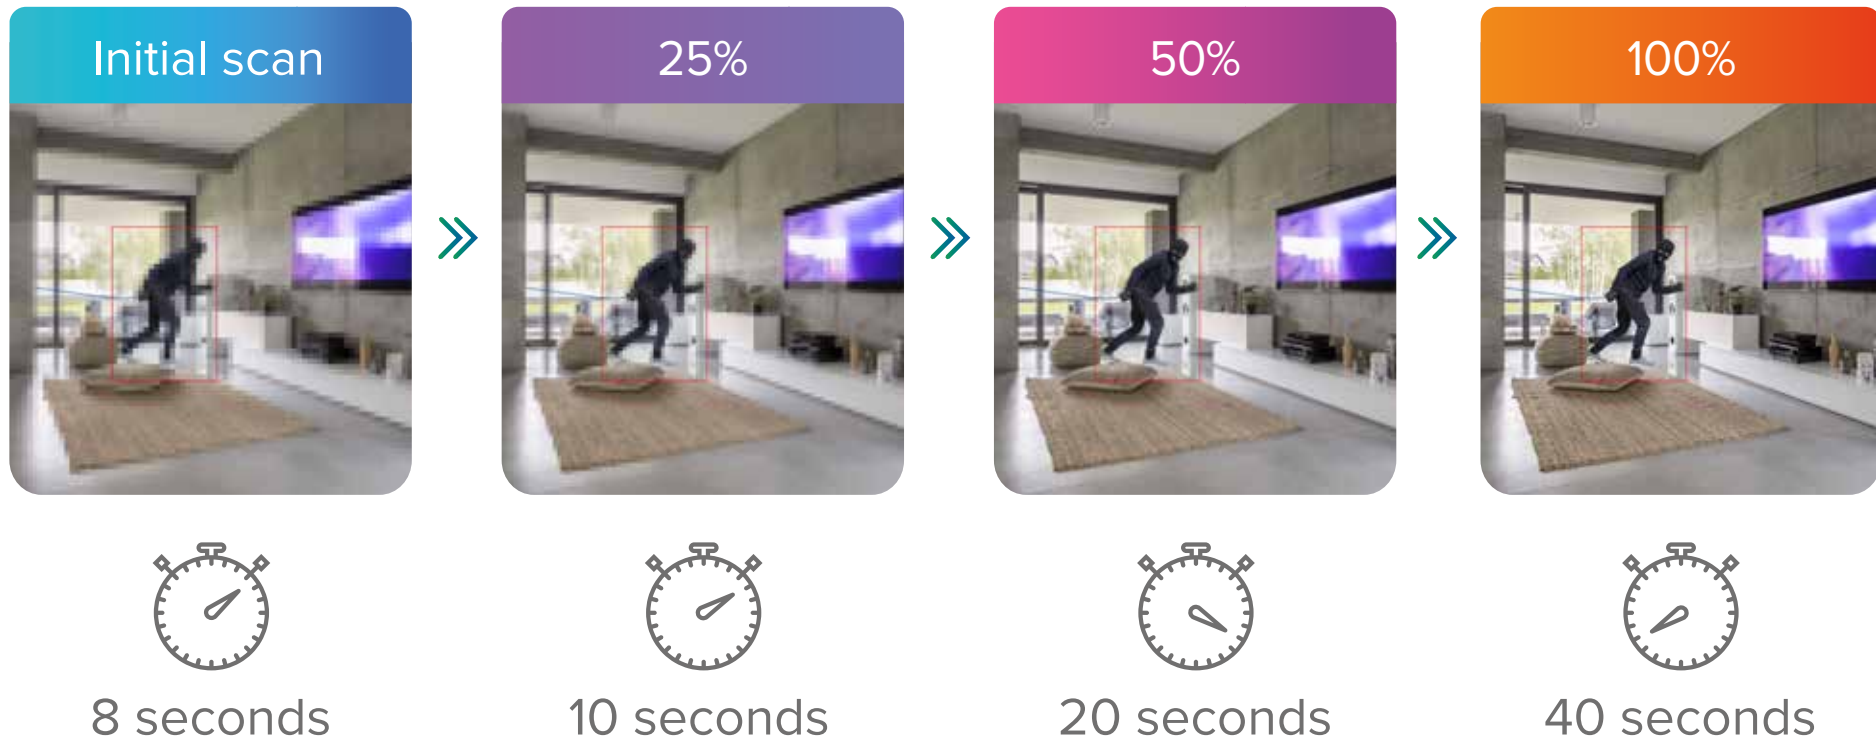 Initial scan
25%
50%
100%
8 seconds
10 seconds
20 seconds
40 seconds